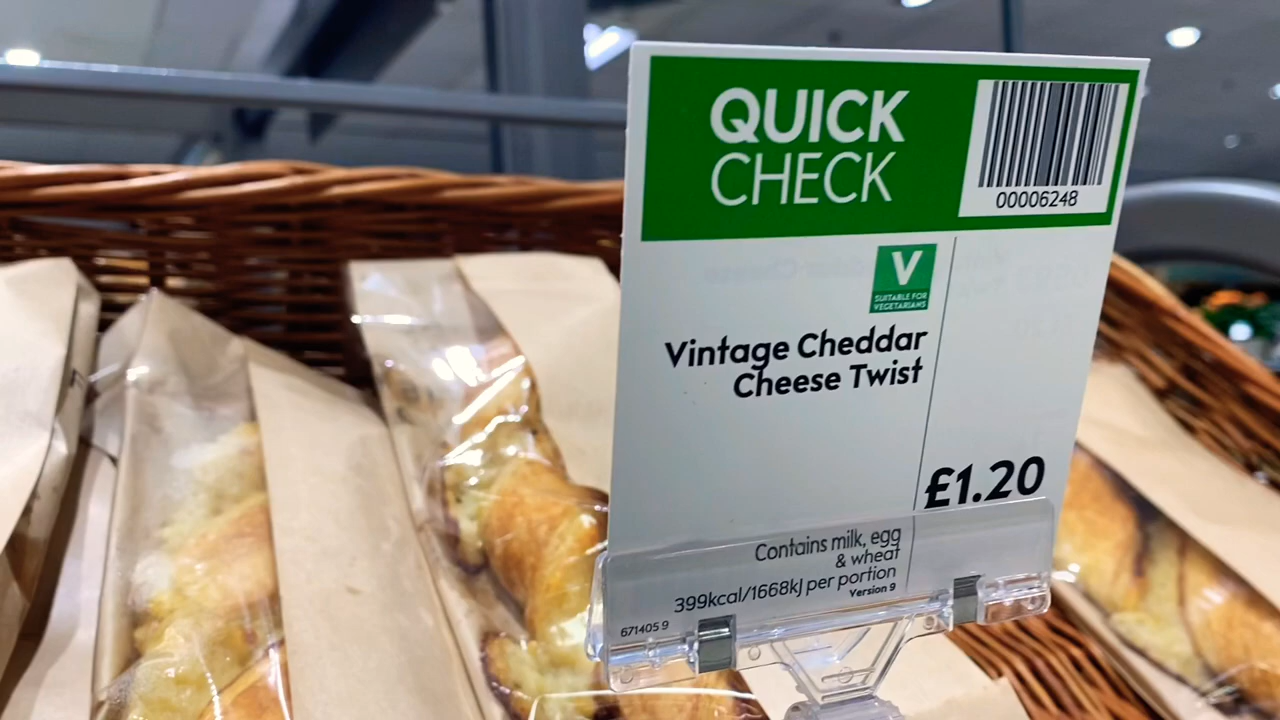 QUICK
CHECK
00006248
V
SUITABLE FOR
VEGETARIANS
Vintage Cheddar
Cheese Twist
£1.20
Contains milk, egg
& wheat
399kcal/1668kJ per portion
Version 9
671405 9